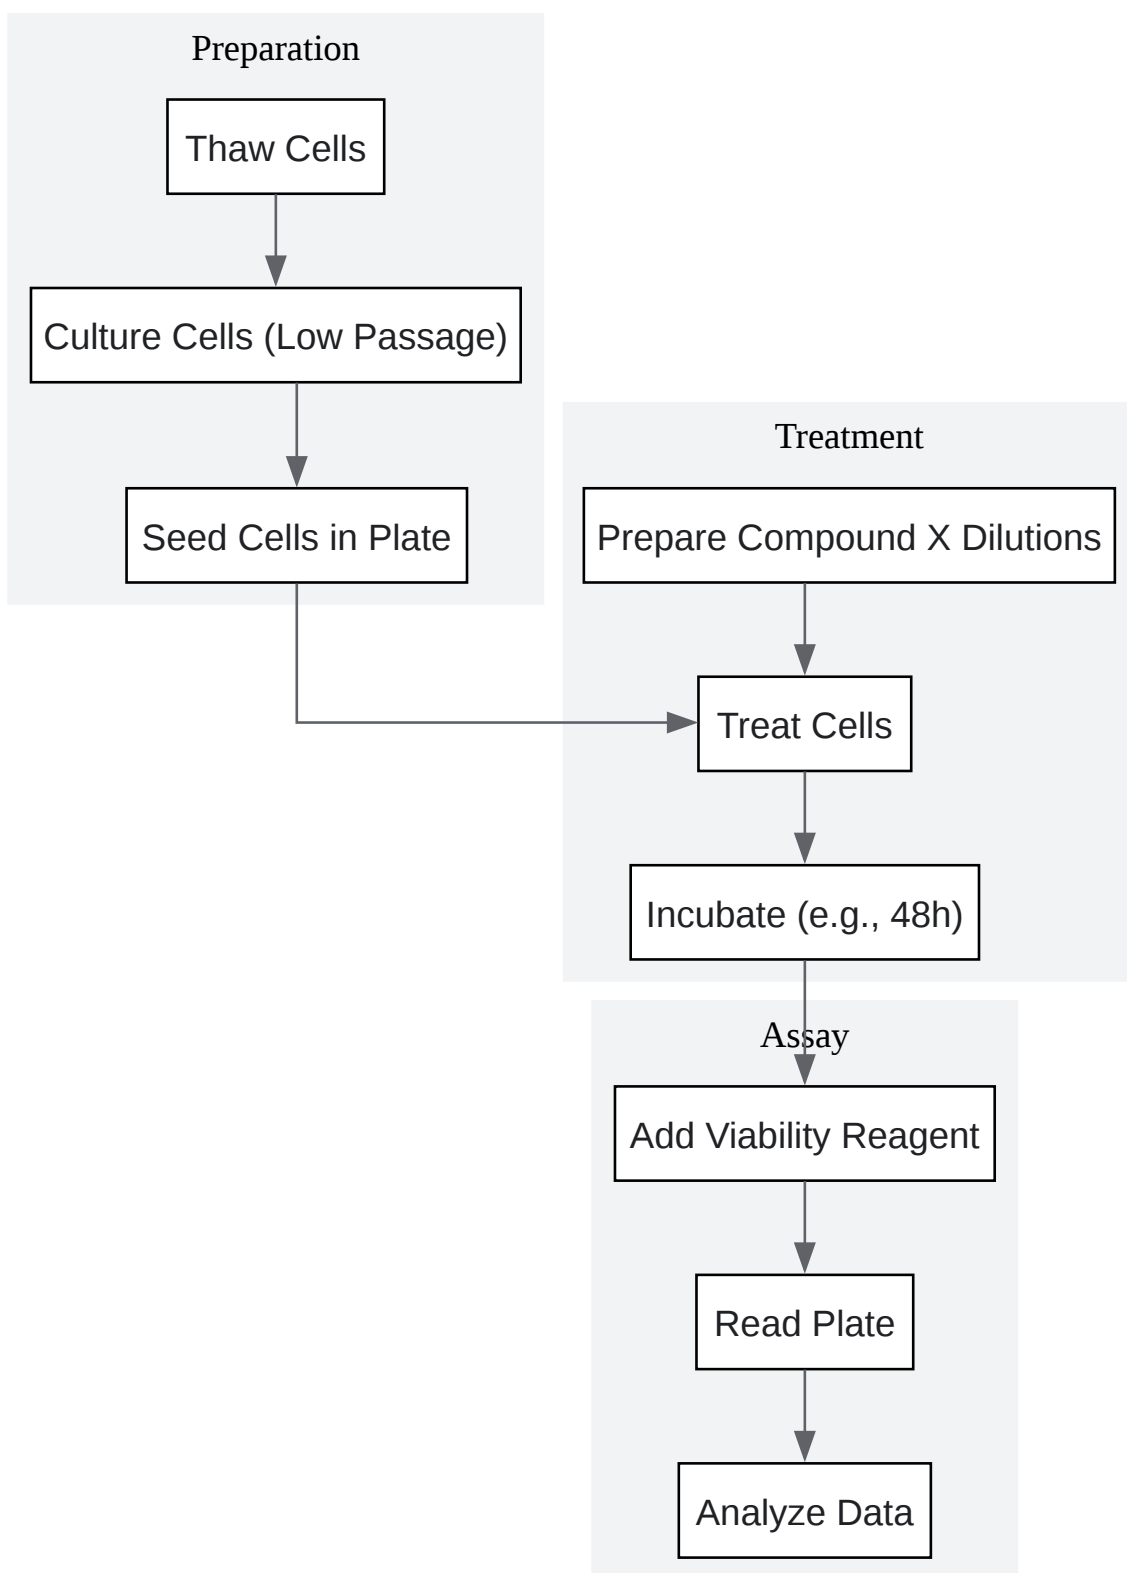 Preparation
Thaw Cells
Culture Cells (Low Passage)
Seed Cells in Plate
Treatment
Prepare Compound X Dilutions
Treat Cells
Incubate (e.g., 48h)
Assay
Add Viability Reagent
Read Plate
Analyze Data